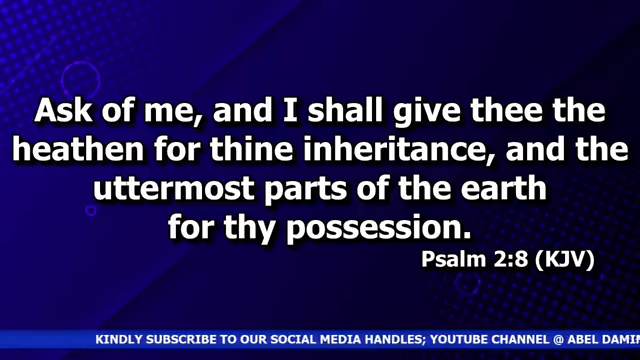 Ask of me, and I shall give thee the
heathen for thine inheritance, and the
uttermost parts of the earth
for thy possession.
Psalm 2:8 (KJV)
KINDLY SUBSCRIBE TO OUR SOCIAL MEDIA HANDLES; YOUTUBE CHANNEL @ ABEL